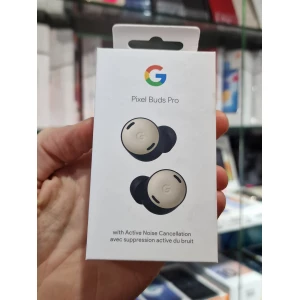 G
Pixel Buds Pro
with Active Noise Cancellation
avec suppression active du bruit